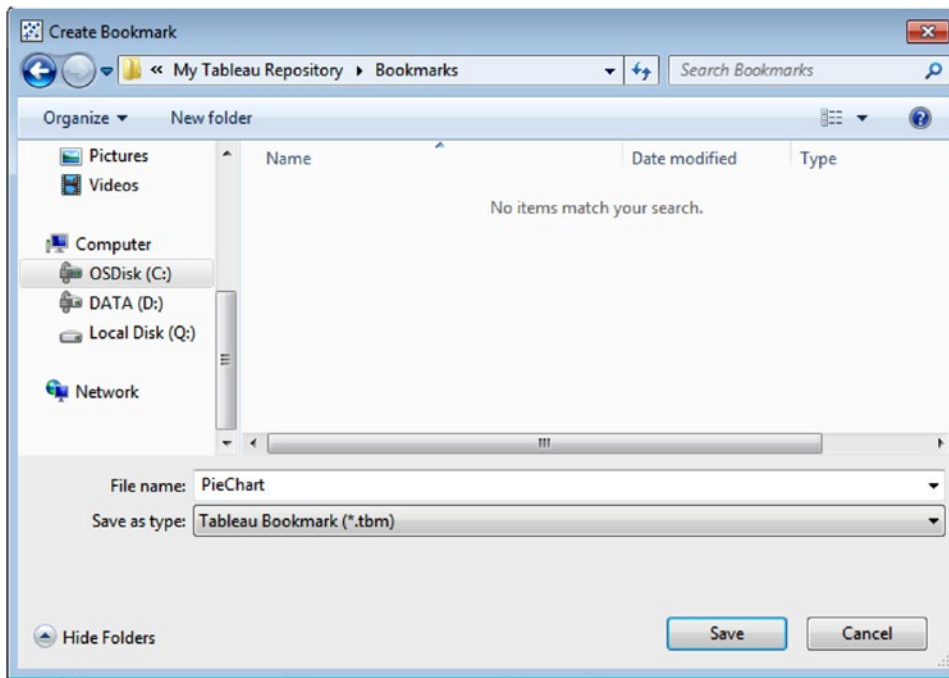 Create Bookmark
« My Tableau Repository ▸ Bookmarks
Search Bookmarks
Organize New folder
Pictures
Videos
Computer
OSDisk (C:)
DATA (D:)
Local Disk (Q:)
Network
Name Date modified Type
No items match your search.
File name: PieChart
Save as type: Tableau Bookmark (*.tbm)
Hide Folders
Save
Cancel